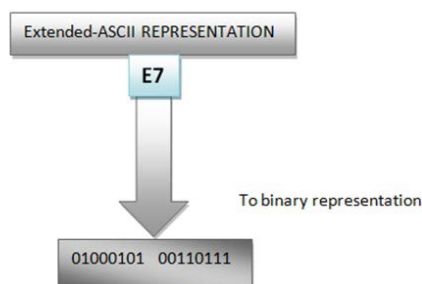 Extended-ASCII REPRESENTATION
E7
To binary representation
01000101 00110111